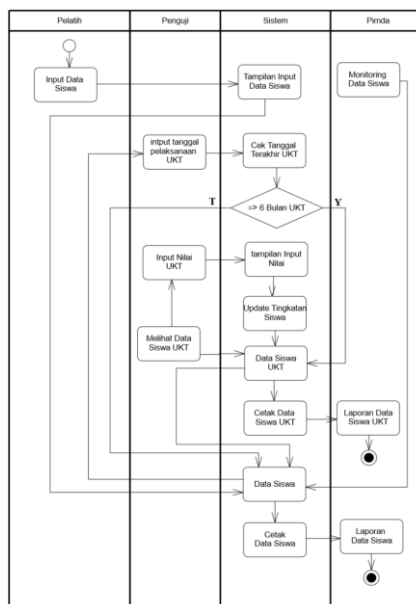 Pelatih
Penguji
Sistem
Pimda
Input Data
Siswa
Tampilan Input
Data Siswa
Monitoring
Data Siswa
intput tanggal
pelaksanaan
UKT
Cek Tanggal
Terakhir UKT
T
=> 6 Bulan UKT
Y
Input Nilai
UKT
tampilan Input
Nilai
Update Tingkatan
Siswa
Melihat Data
Siswa UKT
Data Siswa
UKT
Cetak Data
Siswa UKT
Laporan Data
Siswa UKT
Data Siswa
Cetak
Data Siswa
Laporan
Data Siswa